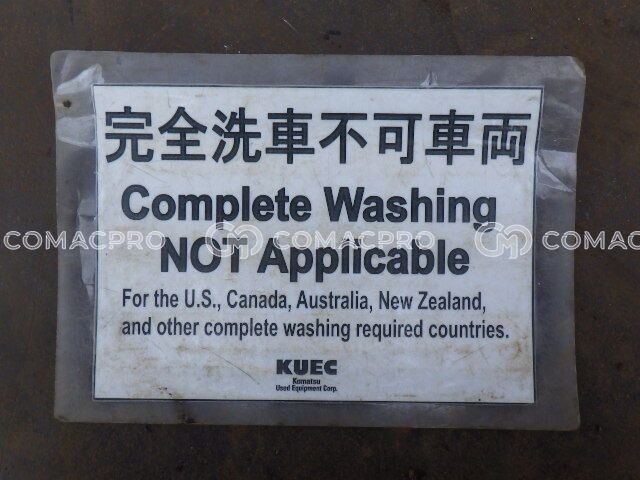 完全洗車不可車両
Complete Washing
NOT Applicable
For the U.S., Canada, Australia, New Zealand,
and other complete washing required countries.
KUEC
Komatsu
Used Equipment Corp.
COMACPRO COMACPRO COMACPRO